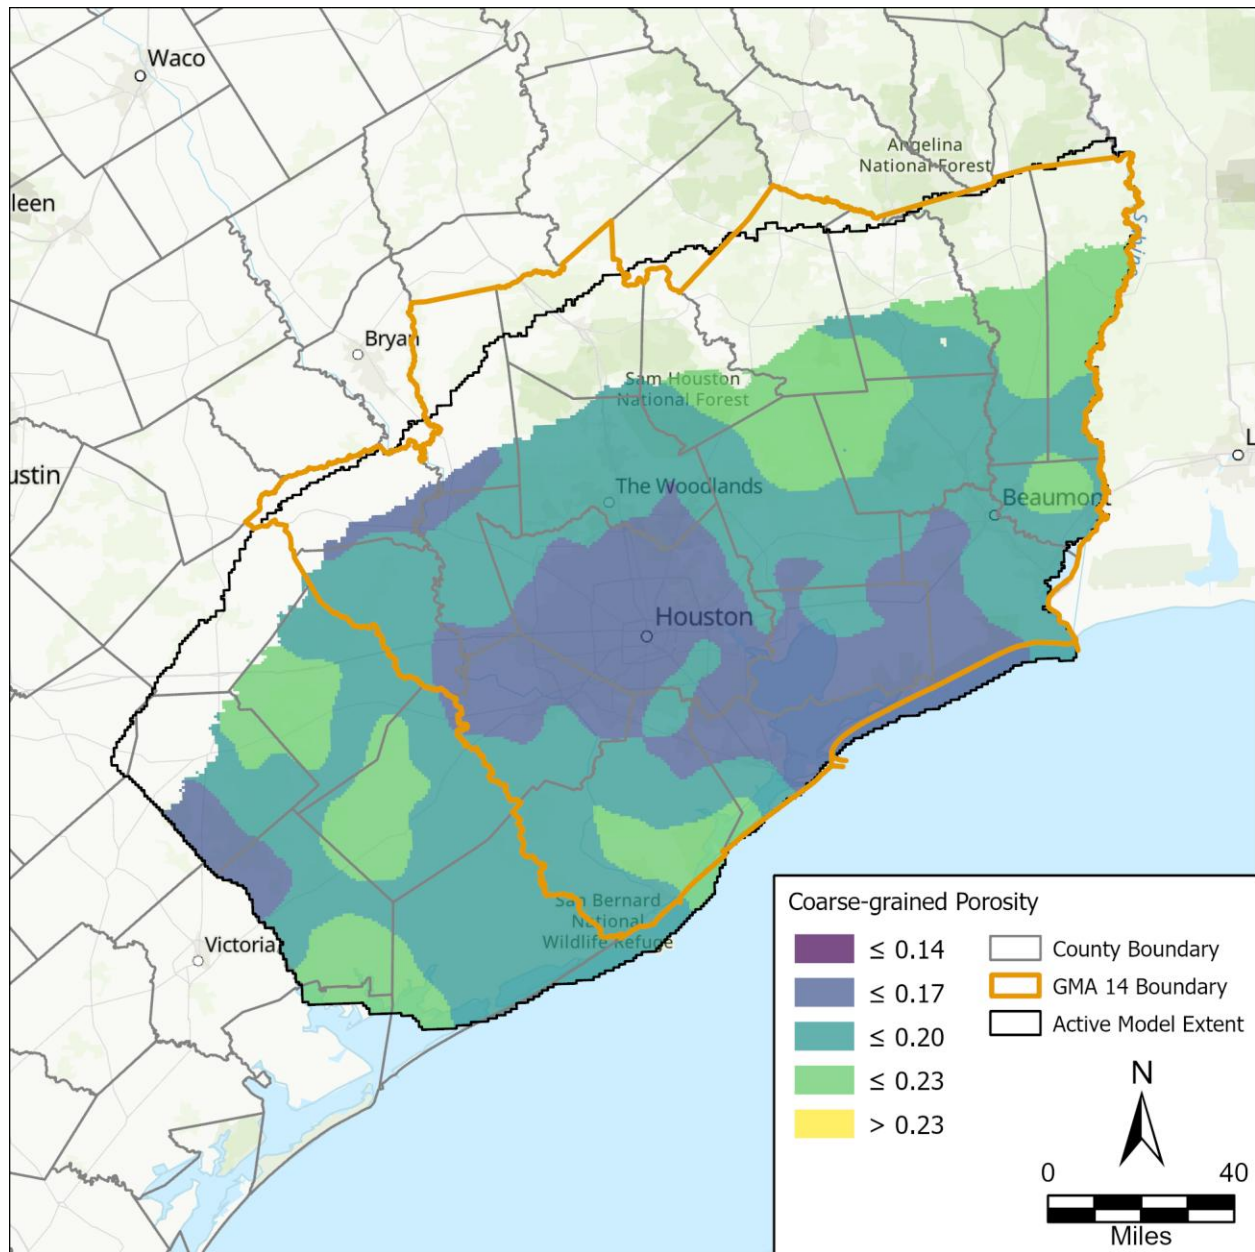 Waco
Angelina
National Forest
leen
Sabine
Bryan
Sam Houston
National Forest
L
ustin
The Woodlands
Beaumont
Houston
San Bernard
National
Wildlife Refuge
Victoria
Coarse-grained Porosity
≤ 0.14
≤ 0.17
≤ 0.20
≤ 0.23
> 0.23
County Boundary
GMA 14 Boundary
Active Model Extent
N
0 40
Miles